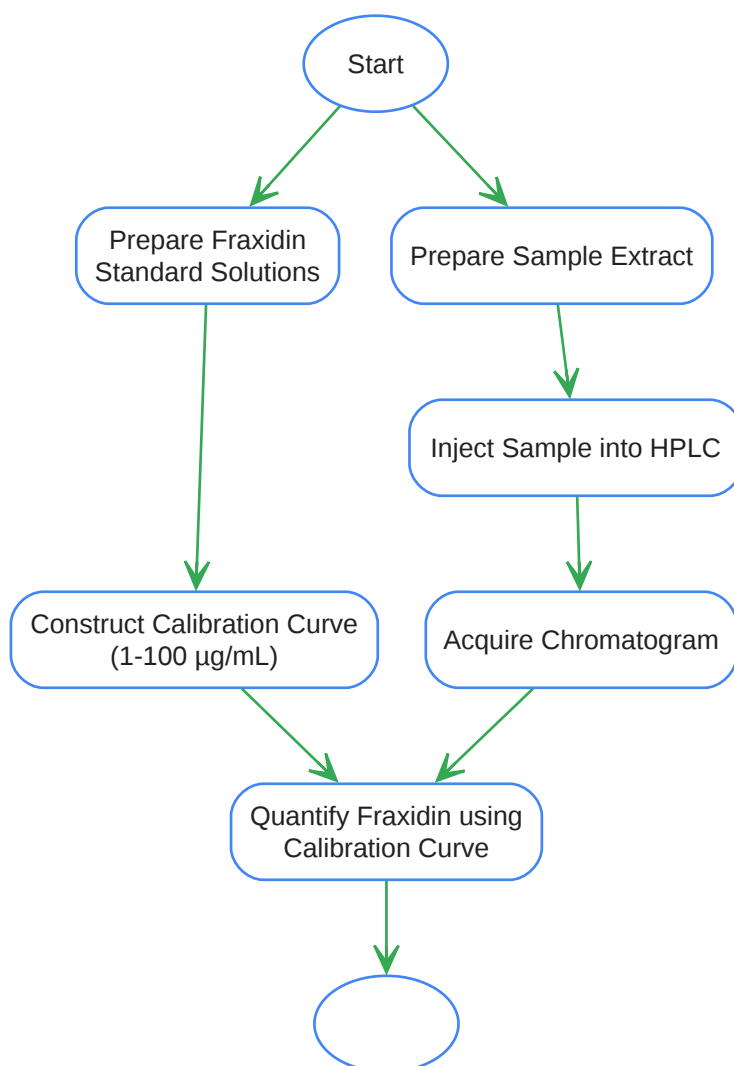 Start
Prepare Fraxidin
Standard Solutions
Prepare Sample Extract
Inject Sample into HPLC
Construct Calibration Curve
(1-100 µg/mL)
Acquire Chromatogram
Quantify Fraxidin using
Calibration Curve